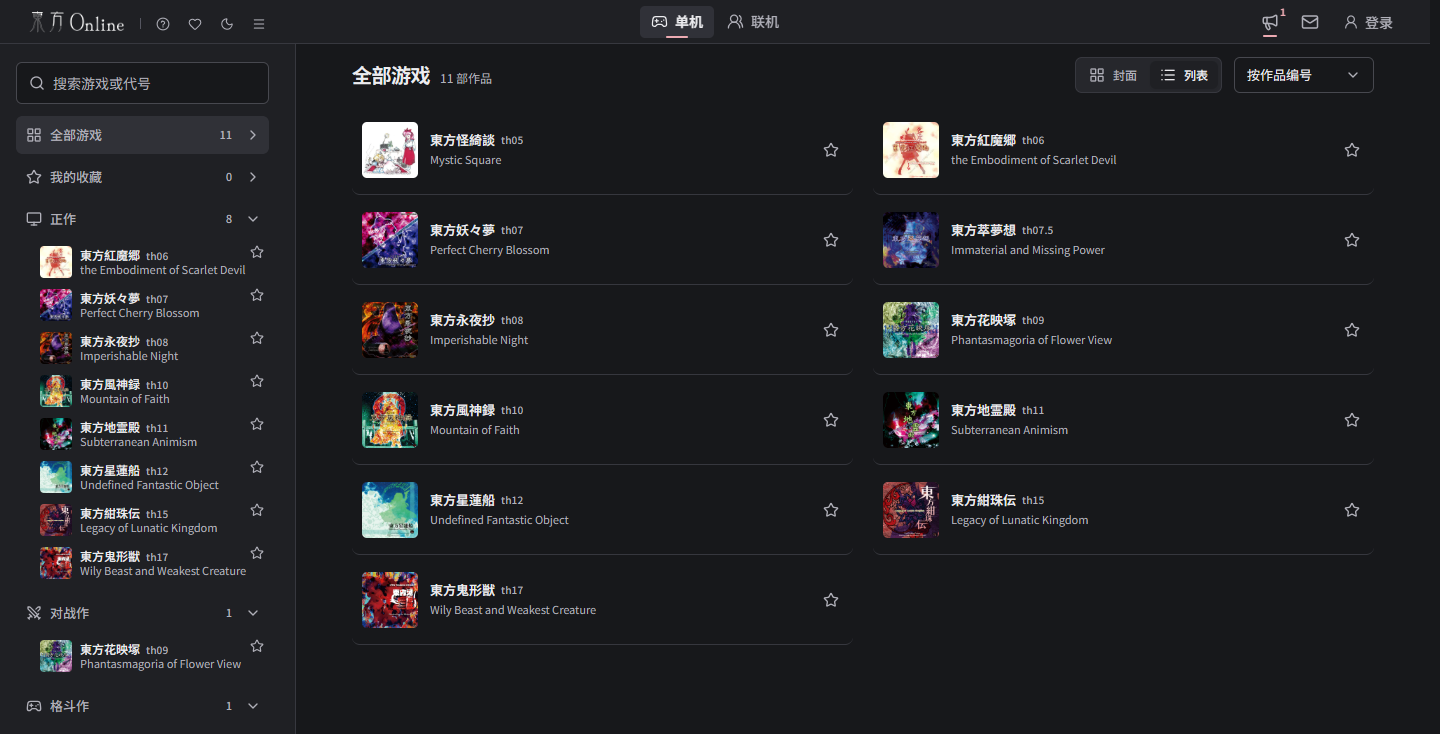 東方Online
单机
联机
1
登录
搜索游戏或代号
全部游戏 11
我的收藏 0
正作 8
東方紅魔郷 th06
the Embodiment of Scarlet Devil
東方妖々夢 th07
Perfect Cherry Blossom
東方永夜抄 th08
Imperishable Night
東方風神録 th10
Mountain of Faith
東方地霊殿 th11
Subterranean Animism
東方星蓮船 th12
Undefined Fantastic Object
東方紺珠伝 th15
Legacy of Lunatic Kingdom
東方鬼形獣 th17
Wily Beast and Weakest Creature
对战作 1
東方花映塚 th09
Phantasmagoria of Flower View
格斗作 1
全部游戏 11 部作品
封面 列表 按作品编号
東方怪綺談 th05
Mystic Square
東方紅魔郷 th06
the Embodiment of Scarlet Devil
東方妖々夢 th07
Perfect Cherry Blossom
東方萃夢想 th07.5
Immaterial and Missing Power
東方永夜抄 th08
Imperishable Night
東方花映塚 th09
Phantasmagoria of Flower View
東方風神録 th10
Mountain of Faith
東方地霊殿 th11
Subterranean Animism
東方星蓮船 th12
Undefined Fantastic Object
東方紺珠伝 th15
Legacy of Lunatic Kingdom
東方鬼形獣 th17
Wily Beast and Weakest Creature